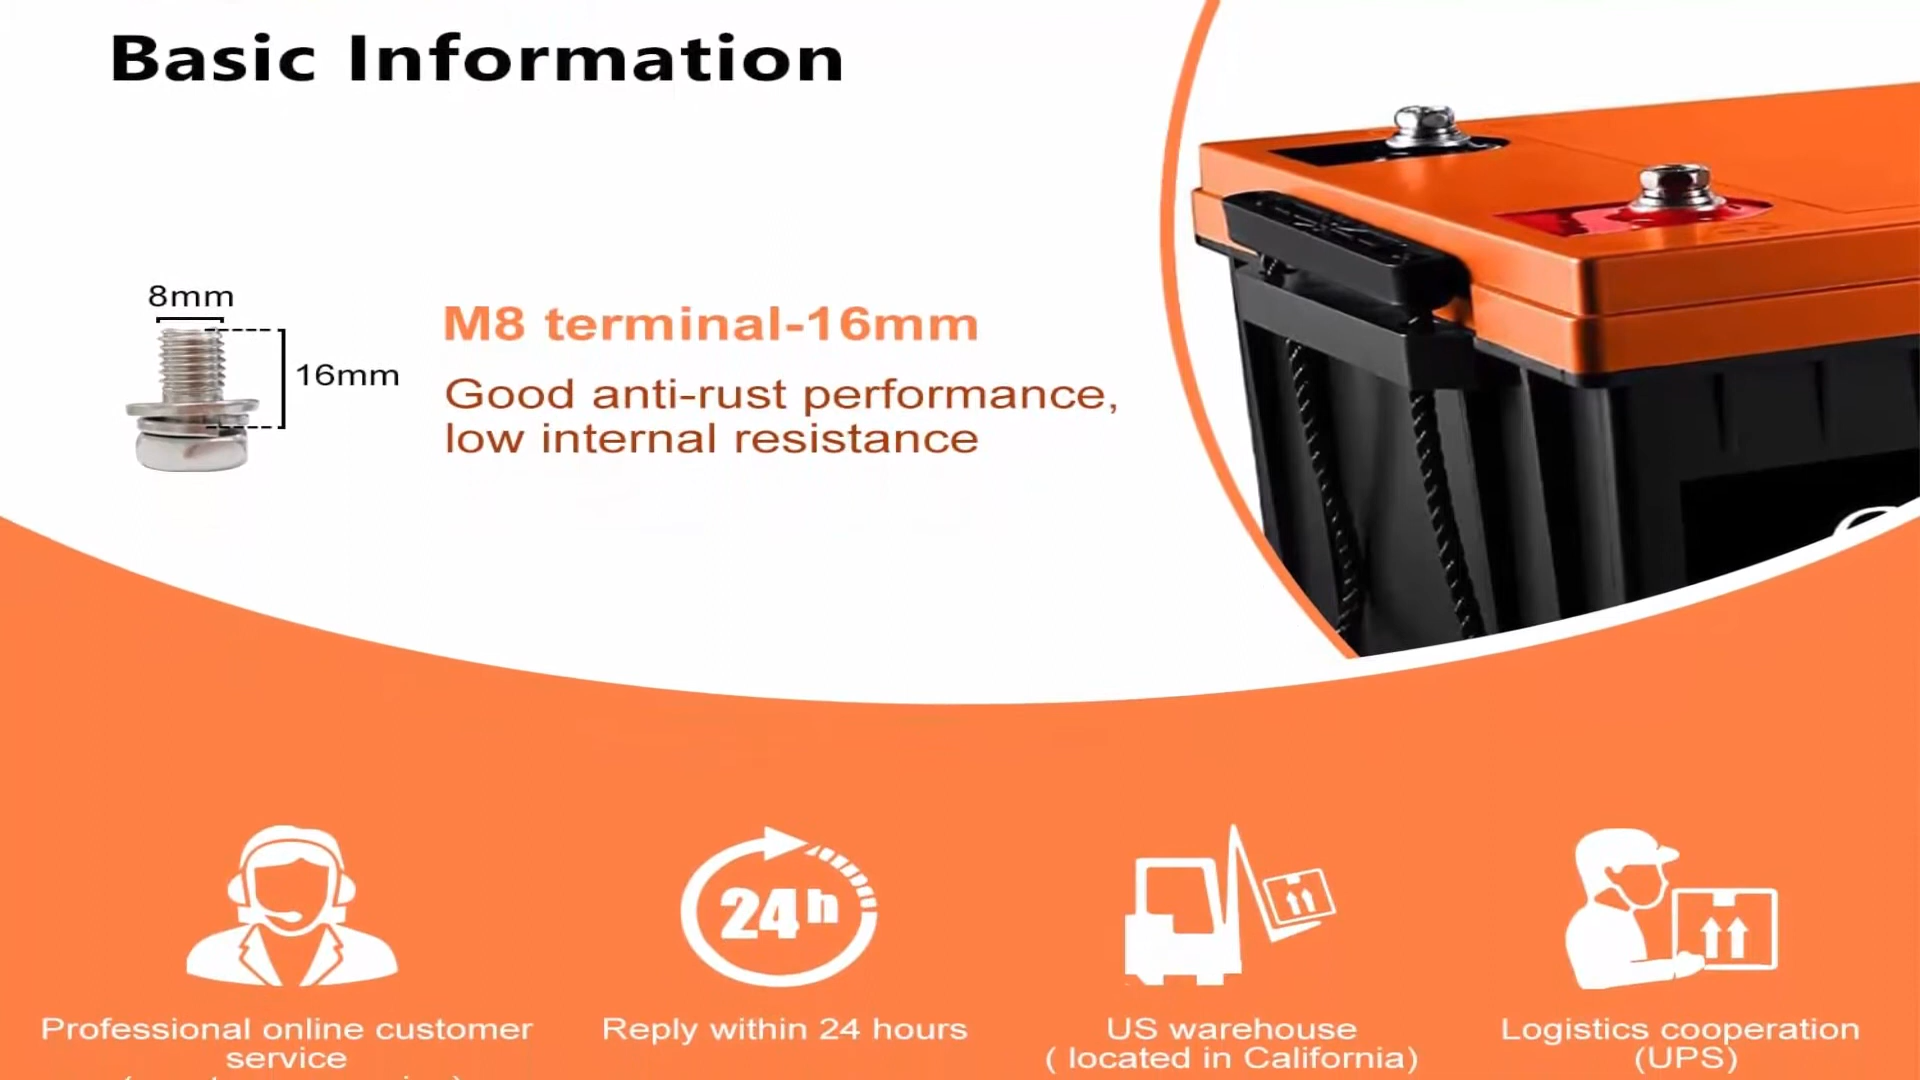 Basic Information
8mm
16mm
M8 terminal-16mm
Good anti-rust performance,
low internal resistance
24h
Professional online customer
service
Reply within 24 hours
US warehouse
( located in California)
Logistics cooperation
(UPS)